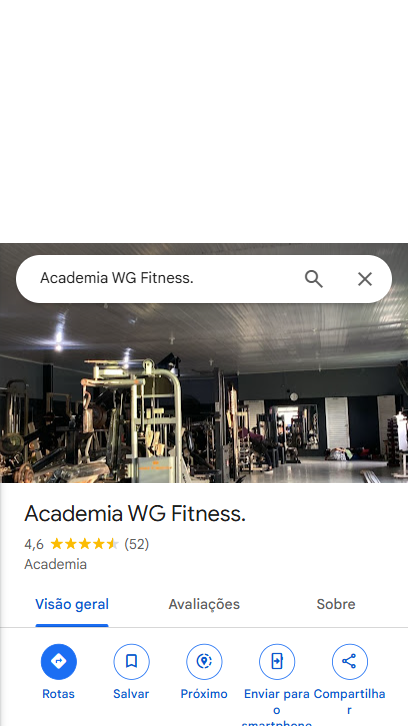 Academia WG Fitness.
Academia WG Fitness.
4,6 (52)
Academia
Visão geral Avaliações Sobre
Rotas Salvar Próximo Enviar para Compartilha
o r
smartphone